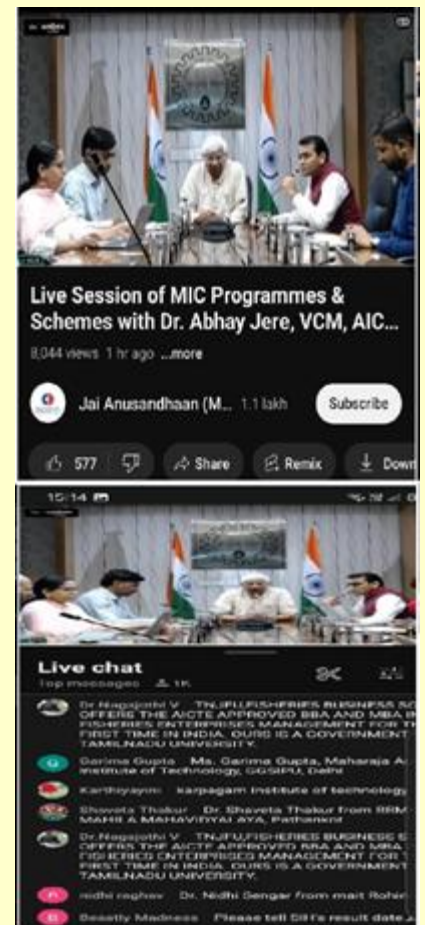 Live Session of MIC Programmes &
Schemes with Dr. Abhay Jere, VCM, AIC...
8,044 views 1 hr ago ...more
Jai Anusandhaan (M... 1.1 lakh
Subscribe
577 Share Remix Down
15:14
Live chat
Top messages 1K
Dr.Nagajothi V TNJFU,FISHERIES BUSINESS SC
OFFERS THE AICTE APPROVED BBA AND MBA IN
FISHERIES ENTERPRISES MANAGEMENT FOR TH
FIRST TIME IN INDIA. OURS IS A GOVERNMENT
TAMILNADU UNIVERSITY.
Garima Gupta Ms. Garima Gupta, Maharaja A
Institute of Technology, GGSIPU, Delhi
Karthiyayini karpagam institute of technology
Shaveta Thakur Dr. Shaveta Thakur from RRM
MAHILA MAHAVIDYALAYA, Pathankot
Dr.Nagajothi V TNJFU,FISHERIES BUSINESS S
OFFERS THE AICTE APPROVED BBA AND MBA
FISHERIES ENTERPRISES MANAGEMENT FOR T
FIRST TIME IN INDIA. OURS IS A GOVERNMENT
TAMILNADU UNIVERSITY.
nidhi raghav Dr. Nidhi Sengar from mait Rohin
Beastly Madness Please tell SIH's result date